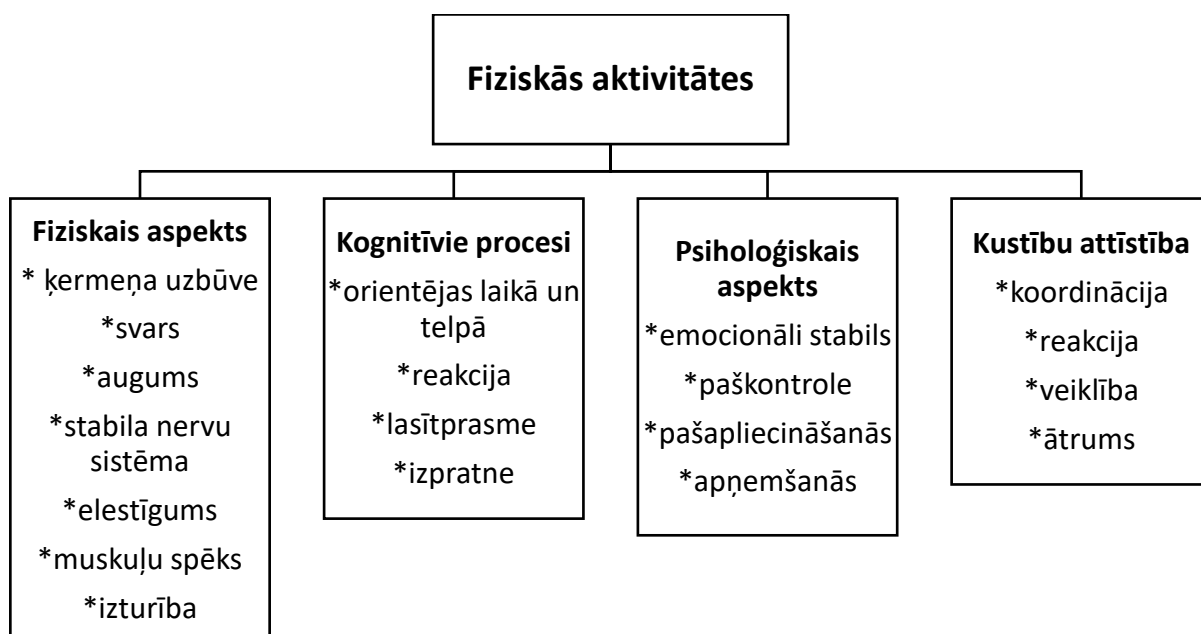 Fiziskās aktivitātes
Fiziskais aspekts
* ķermeņa uzbūve
*svars
*augums
*stabila nervu
sistēma
*elestīgums
*muskuļu spēks
*izturība
Kognitīvie procesi
*orientējas laikā un
telpā
*reakcija
*lasītprasme
*izpratne
Psiholoģiskais
aspekts
*emocionāli stabils
*paškontrole
*pašapliecināšanās
*apņemšanās
Kustību attīstība
*koordinācija
*reakcija
*veiklība
*ātrums